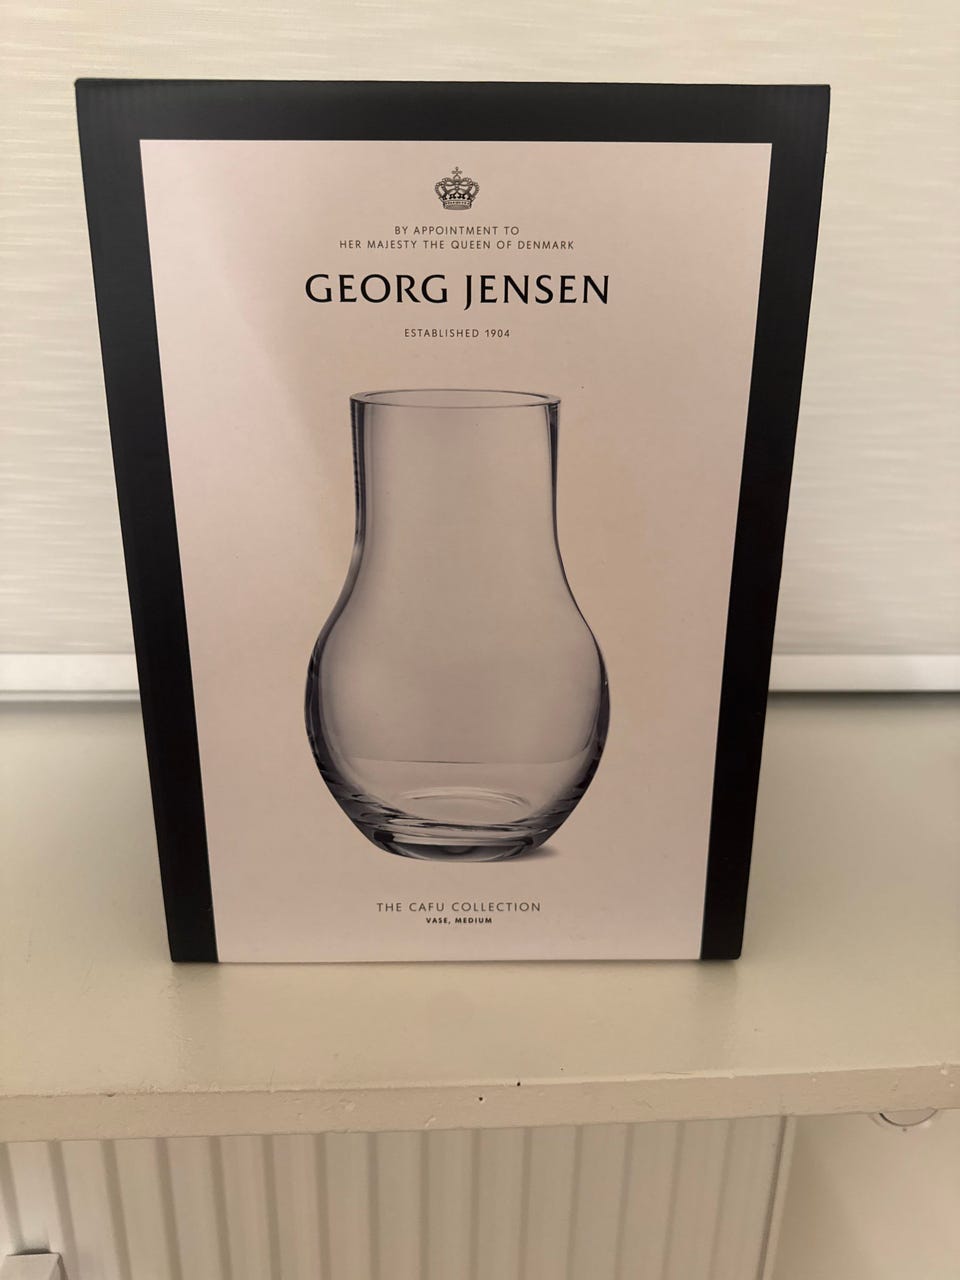 BY APPOINTMENT TO
HER MAJESTY THE QUEEN OF DENMARK
GEORG JENSEN
ESTABLISHED 1904
THE CAFU COLLECTION
VASE, MEDIUM